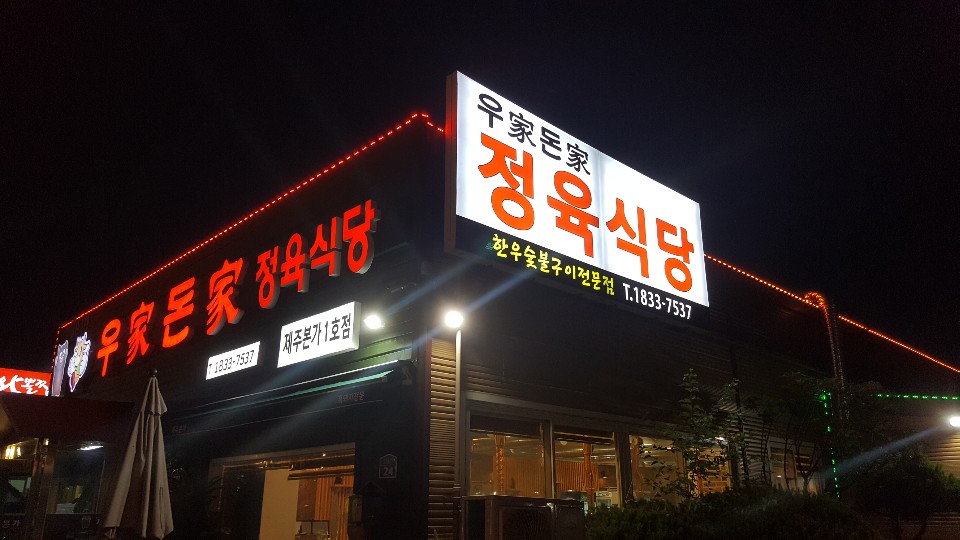 우家돈家 정육식당
T 1833-7537
제주본가 1호점
우家돈家
정육식당
한우숯불구이전문점 T.1833-7537
24